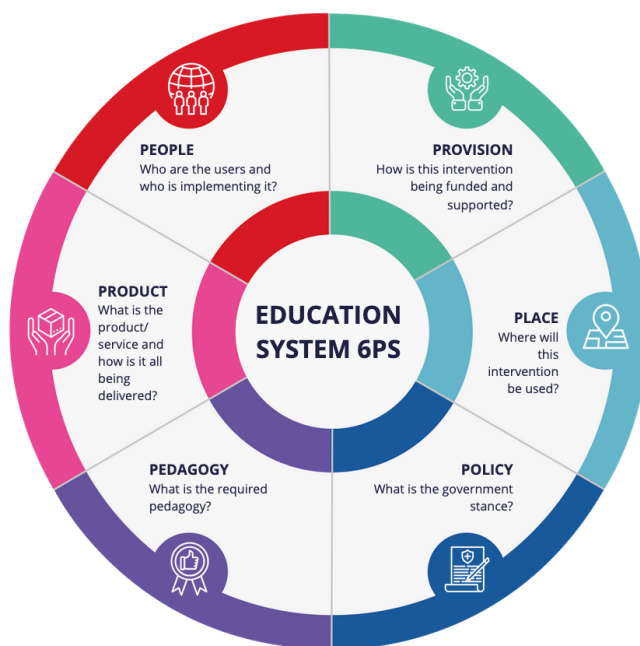 PEOPLE
Who are the users and
who is implementing it?
PROVISION
How is this intervention
being funded and
supported?
PRODUCT
What is the
product/
service and
how is it all
being
delivered?
EDUCATION
SYSTEM 6PS
PLACE
Where will
this
intervention
be used?
PEDAGOGY
What is the required
pedagogy?
POLICY
What is the government
stance?